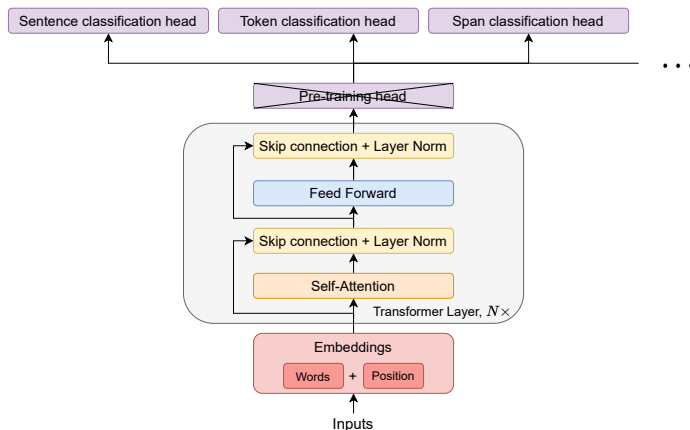 Sentence classification head
Token classification head
Span classification head
...
Pre-training head
Skip connection + Layer Norm
Feed Forward
Skip connection + Layer Norm
Self-Attention
Transformer Layer, N×
Embeddings
Words + Position
Inputs